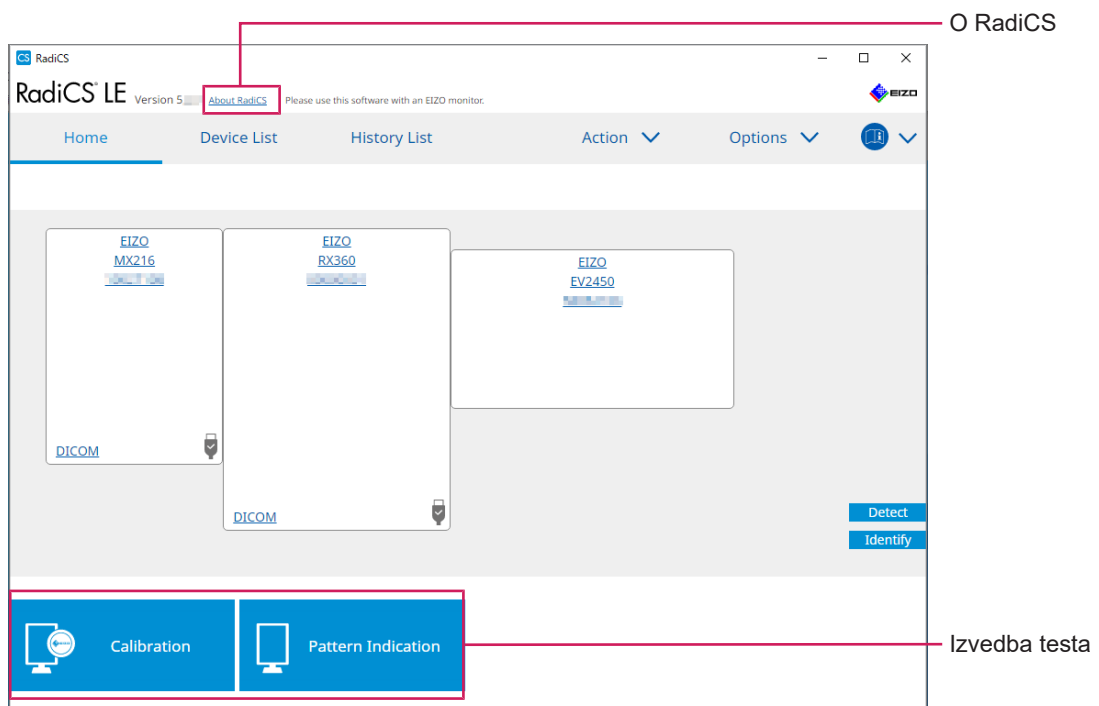 O RadiCS
CS RadiCS
RadiCS® LE Version 5 About RadiCS Please use this software with an EIZO monitor. EIZO
Home Device List History List Action Options
EIZO
MX216
EIZO
RX360
EIZO
EV2450
DICOM
DICOM
Detect
Identify
Calibration Pattern Indication
Izvedba testa